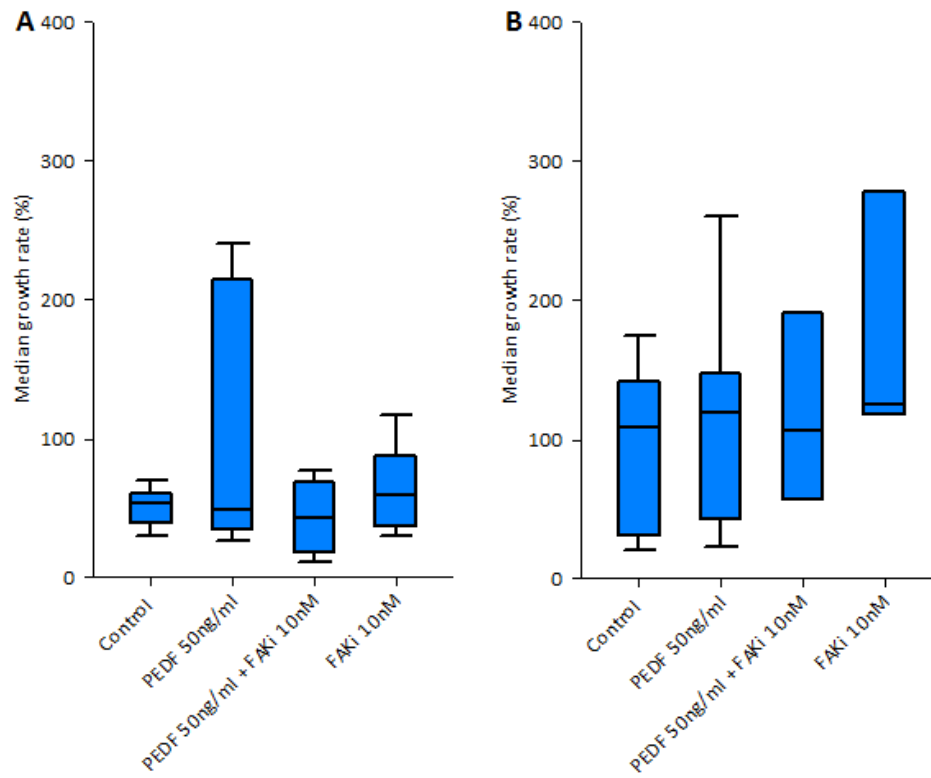 A
400
300
200
100
0
Median growth rate (%)
Control
PEDF 50ng/ml
PEDF 50ng/ml + FAKi 10nM
FAKi 10nM
B
400
300
200
100
0
Median growth rate (%)
Control
PEDF 50ng/ml
PEDF 50ng/ml + FAKi 10nM
FAKi 10nM